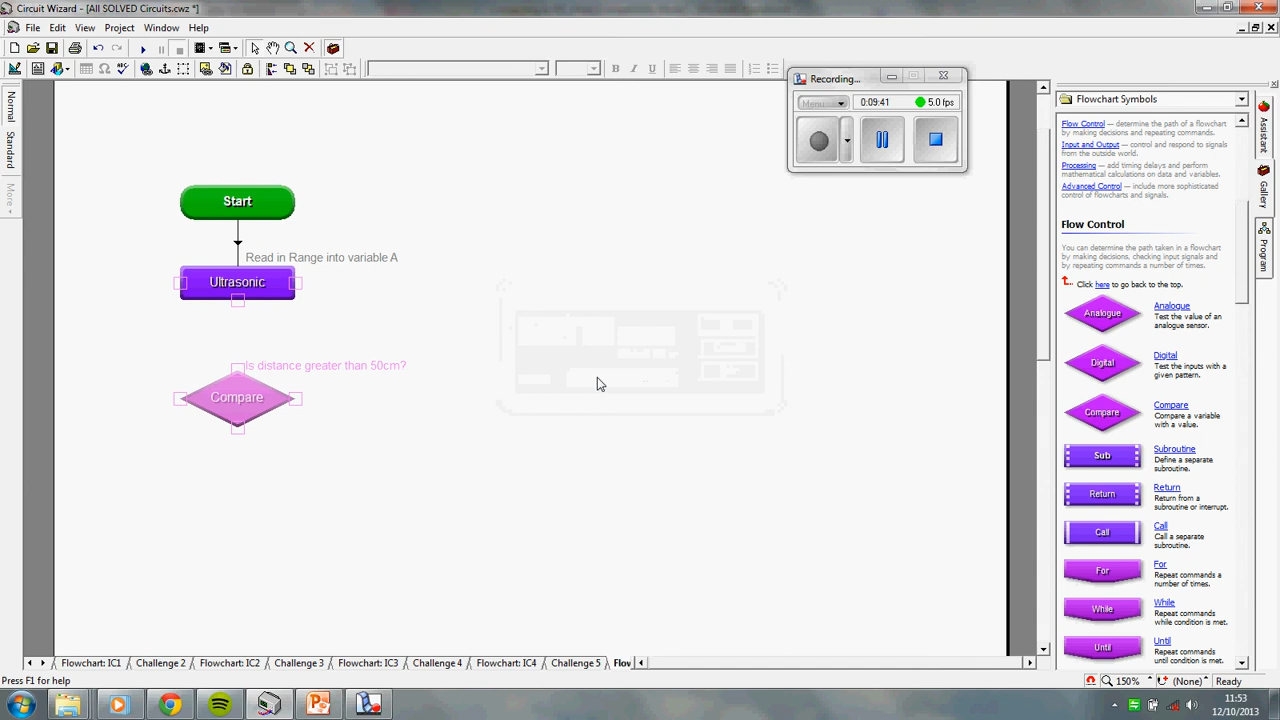 Circuit Wizard - [All SOLVED Circuits.cwz *]
File Edit View Project Window Help
Recording...
Menu
0:09:41
5.0 fps
Normal
Standard
More
Start
Read in Range into variable A
Ultrasonic
Is distance greater than 50cm?
Compare
Flowchart Symbols
Flow Control — determine the path of a flowchart
by making decisions and repeating commands.
Input and Output — control and respond to signals
from the outside world.
Processing — add timing delays and perform
mathematical calculations on data and variables.
Advanced Control — include more sophisticated
control of flowcharts and signals.
Flow Control
You can determine the path taken in a flowchart
by making decisions, checking input signals and
by repeating commands a number of times.
Click here to go back to the top.
Analogue
Analogue
Test the value of an
analogue sensor.
Digital
Digital
Test the inputs with a
given pattern.
Compare
Compare
Compare a variable
with a value.
Sub
Subroutine
Define a separate
subroutine.
Return
Return
Return from a
subroutine or interrupt.
Call
Call
Call a separate
subroutine.
For
For
Repeat commands a
number of times.
While
While
Repeat commands
while condition is met.
Until
Until
Repeat commands
until condition is met.
Assistant
Gallery
Program
Flowchart: IC1
Challenge 2
Flowchart: IC2
Challenge 3
Flowchart: IC3
Challenge 4
Flowchart: IC4
Challenge 5
Flow
Press F1 for help
150%
(None)
Ready
11:53
12/10/2013